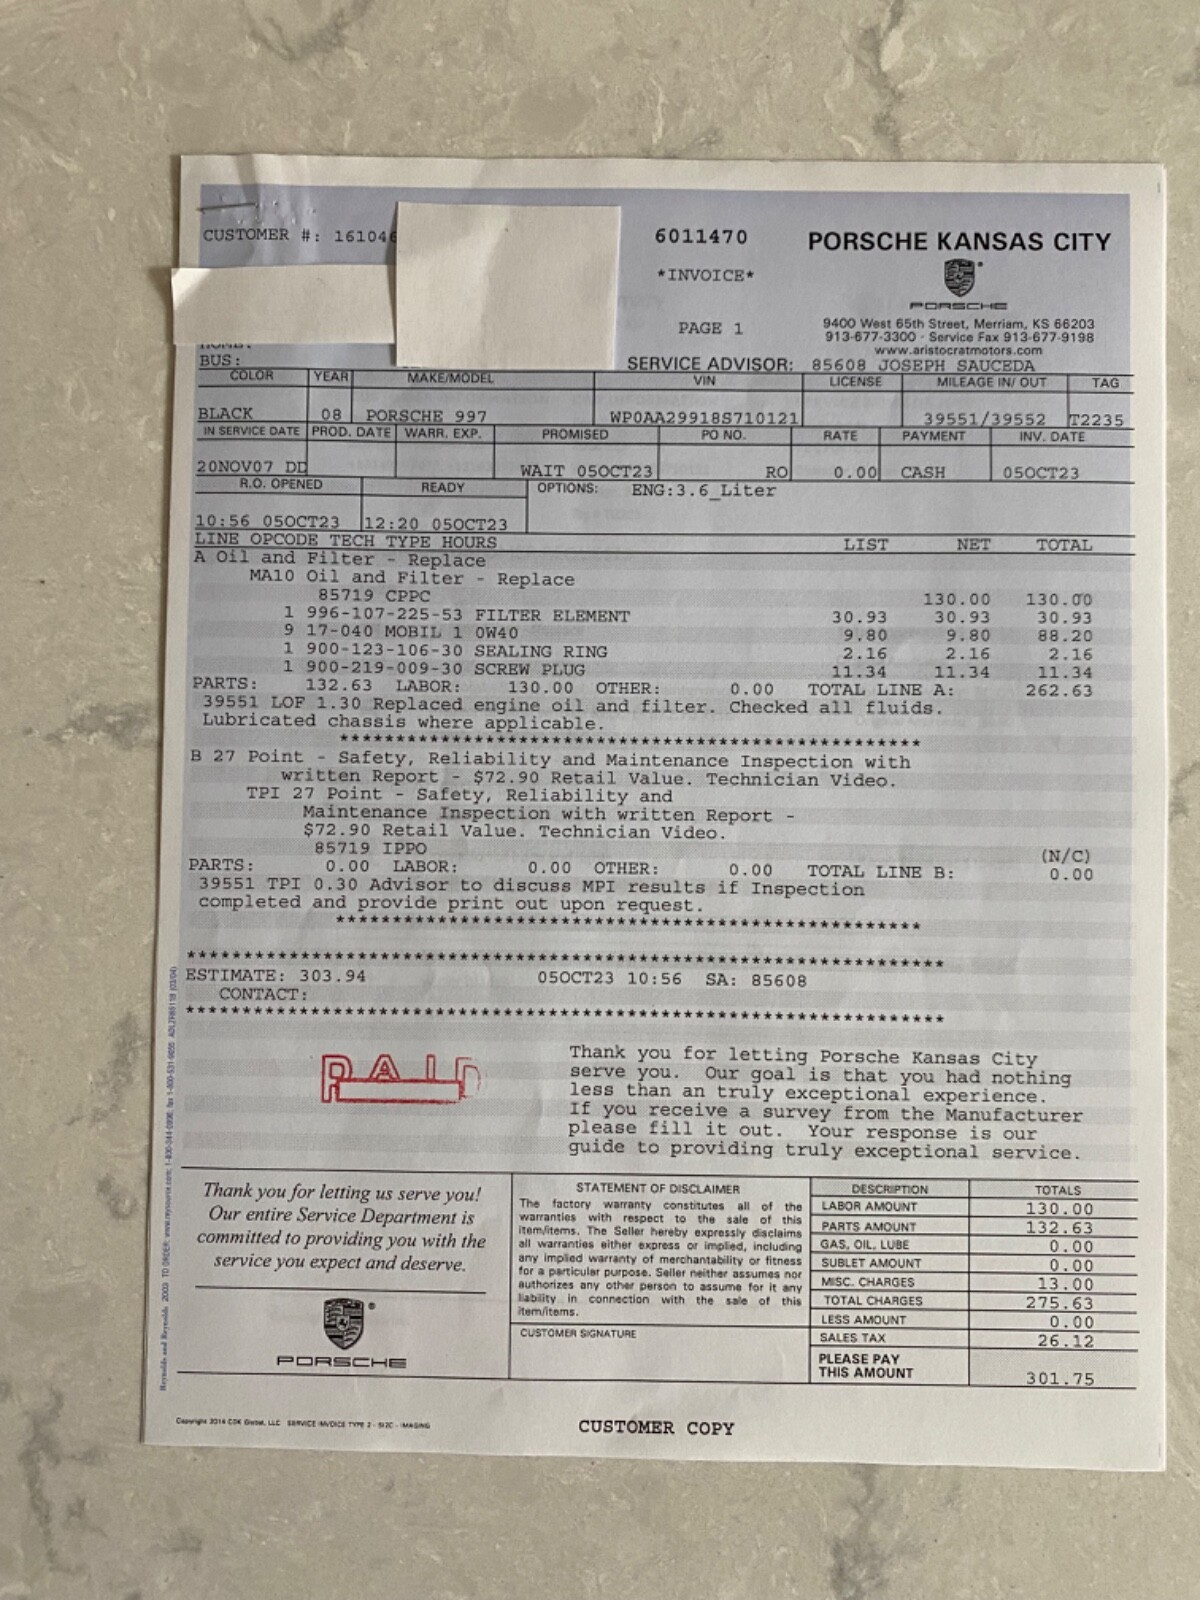 CUSTOMER #: 161046
6011470
*INVOICE*
PAGE 1
PORSCHE KANSAS CITY
PORSCHE
9400 West 65th Street, Merriam, KS 66203
913-677-3300 · Service Fax 913-677-9198
www.aristocratmotors.com
HOME:
BUS:
SERVICE ADVISOR: 85608 JOSEPH SAUCEDA
COLOR YEAR MAKE/MODEL VIN LICENSE MILEAGE IN/ OUT TAG
BLACK 08 PORSCHE 997 WP0AA29918S710121 39551/39552 T2235
IN SERVICE DATE PROD. DATE WARR. EXP. PROMISED PO NO. RATE PAYMENT INV. DATE
20NOV07 DD WAIT 05OCT23 RO 0.00 CASH 05OCT23
R.O. OPENED READY OPTIONS: ENG:3.6_Liter
10:56 05OCT23 12:20 05OCT23
LINE OPCODE TECH TYPE HOURS LIST NET TOTAL
A Oil and Filter - Replace
MA10 Oil and Filter - Replace
85719 CPPC 130.00 130.00
1 996-107-225-53 FILTER ELEMENT 30.93 30.93 30.93
9 17-040 MOBIL 1 0W40 9.80 9.80 88.20
1 900-123-106-30 SEALING RING 2.16 2.16 2.16
1 900-219-009-30 SCREW PLUG 11.34 11.34 11.34
PARTS: 132.63 LABOR: 130.00 OTHER: 0.00 TOTAL LINE A: 262.63
39551 LOF 1.30 Replaced engine oil and filter. Checked all fluids.
Lubricated chassis where applicable.
****************************************************
B 27 Point - Safety, Reliability and Maintenance Inspection with
written Report - $72.90 Retail Value. Technician Video.
TPI 27 Point - Safety, Reliability and
Maintenance Inspection with written Report -
$72.90 Retail Value. Technician Video.
85719 IPPO (N/C)
PARTS: 0.00 LABOR: 0.00 OTHER: 0.00 TOTAL LINE B: 0.00
39551 TPI 0.30 Advisor to discuss MPI results if Inspection
completed and provide print out upon request.
****************************************************
********************************************************************
ESTIMATE: 303.94 05OCT23 10:56 SA: 85608
CONTACT:
********************************************************************
PAID
Thank you for letting Porsche Kansas City
serve you. Our goal is that you had nothing
less than an truly exceptional experience.
If you receive a survey from the Manufacturer
please fill it out. Your response is our
guide to providing truly exceptional service.
Thank you for letting us serve you!
Our entire Service Department is
committed to providing you with the
service you expect and deserve.
PORSCHE
STATEMENT OF DISCLAIMER
The factory warranty constitutes all of the
warranties with respect to the sale of this
item/items. The Seller hereby expressly disclaims
all warranties either express or implied, including
any implied warranty of merchantability or fitness
for a particular purpose. Seller neither assumes nor
authorizes any other person to assume for it any
liability in connection with the sale of this
item/items.
CUSTOMER SIGNATURE
DESCRIPTION TOTALS
LABOR AMOUNT 130.00
PARTS AMOUNT 132.63
GAS, OIL, LUBE 0.00
SUBLET AMOUNT 0.00
MISC. CHARGES 13.00
TOTAL CHARGES 275.63
LESS AMOUNT 0.00
SALES TAX 26.12
PLEASE PAY
THIS AMOUNT 301.75
Copyright 2014 CDK Global, LLC SERVICE INVOICE TYPE 2 - SI2C - IMAGING
CUSTOMER COPY